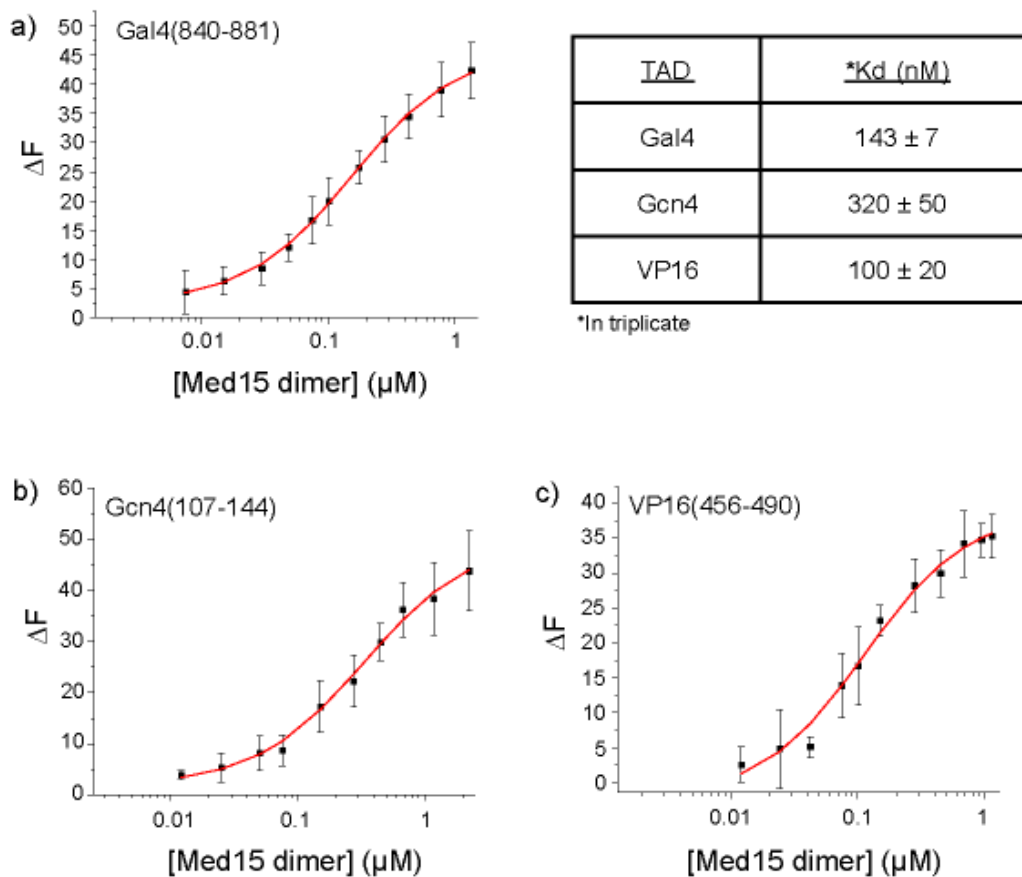 a)
Gal4(840-881)
50
45
40
35
30
25
20
15
10
5
0
ΔF
0.01 0.1 1
[Med15 dimer] (µM)
TAD *Kd (nM)
Gal4 143 ± 7
Gcn4 320 ± 50
VP16 100 ± 20
*In triplicate
b)
Gcn4(107-144)
60
50
40
30
20
10
0
ΔF
0.01 0.1 1
[Med15 dimer] (µM)
c)
VP16(456-490)
40
35
30
25
20
15
10
5
0
ΔF
0.01 0.1 1
[Med15 dimer] (µM)